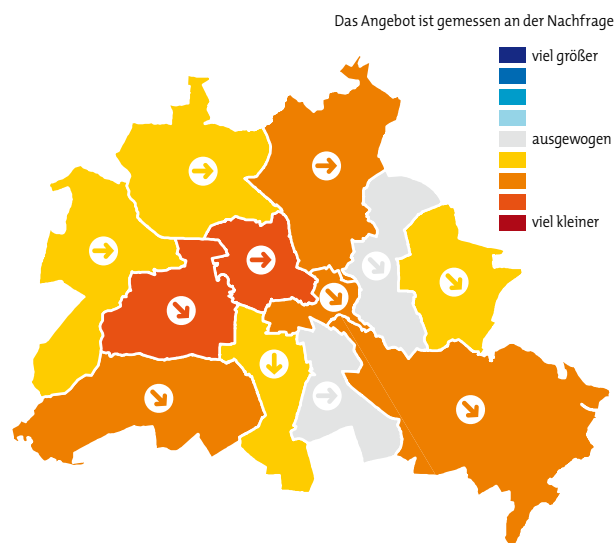 Das Angebot ist gemessen an der Nachfrage
viel größer
ausgewogen
viel kleiner